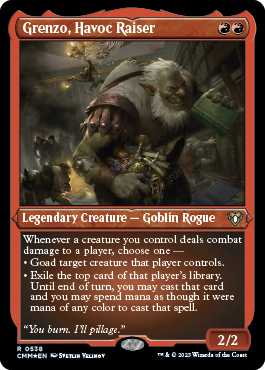 Grenzo, Havoc Raiser
Legendary Creature — Goblin Rogue
Whenever a creature you control deals combat
damage to a player, choose one —
• Goad target creature that player controls.
• Exile the top card of that player's library.
Until end of turn, you may cast that card
and you may spend mana as though it were
mana of any color to cast that spell.
"You burn. I'll pillage."
2/2
R 0538
CMM★EN Svetlin Velinov
™ & © 2023 Wizards of the Coast